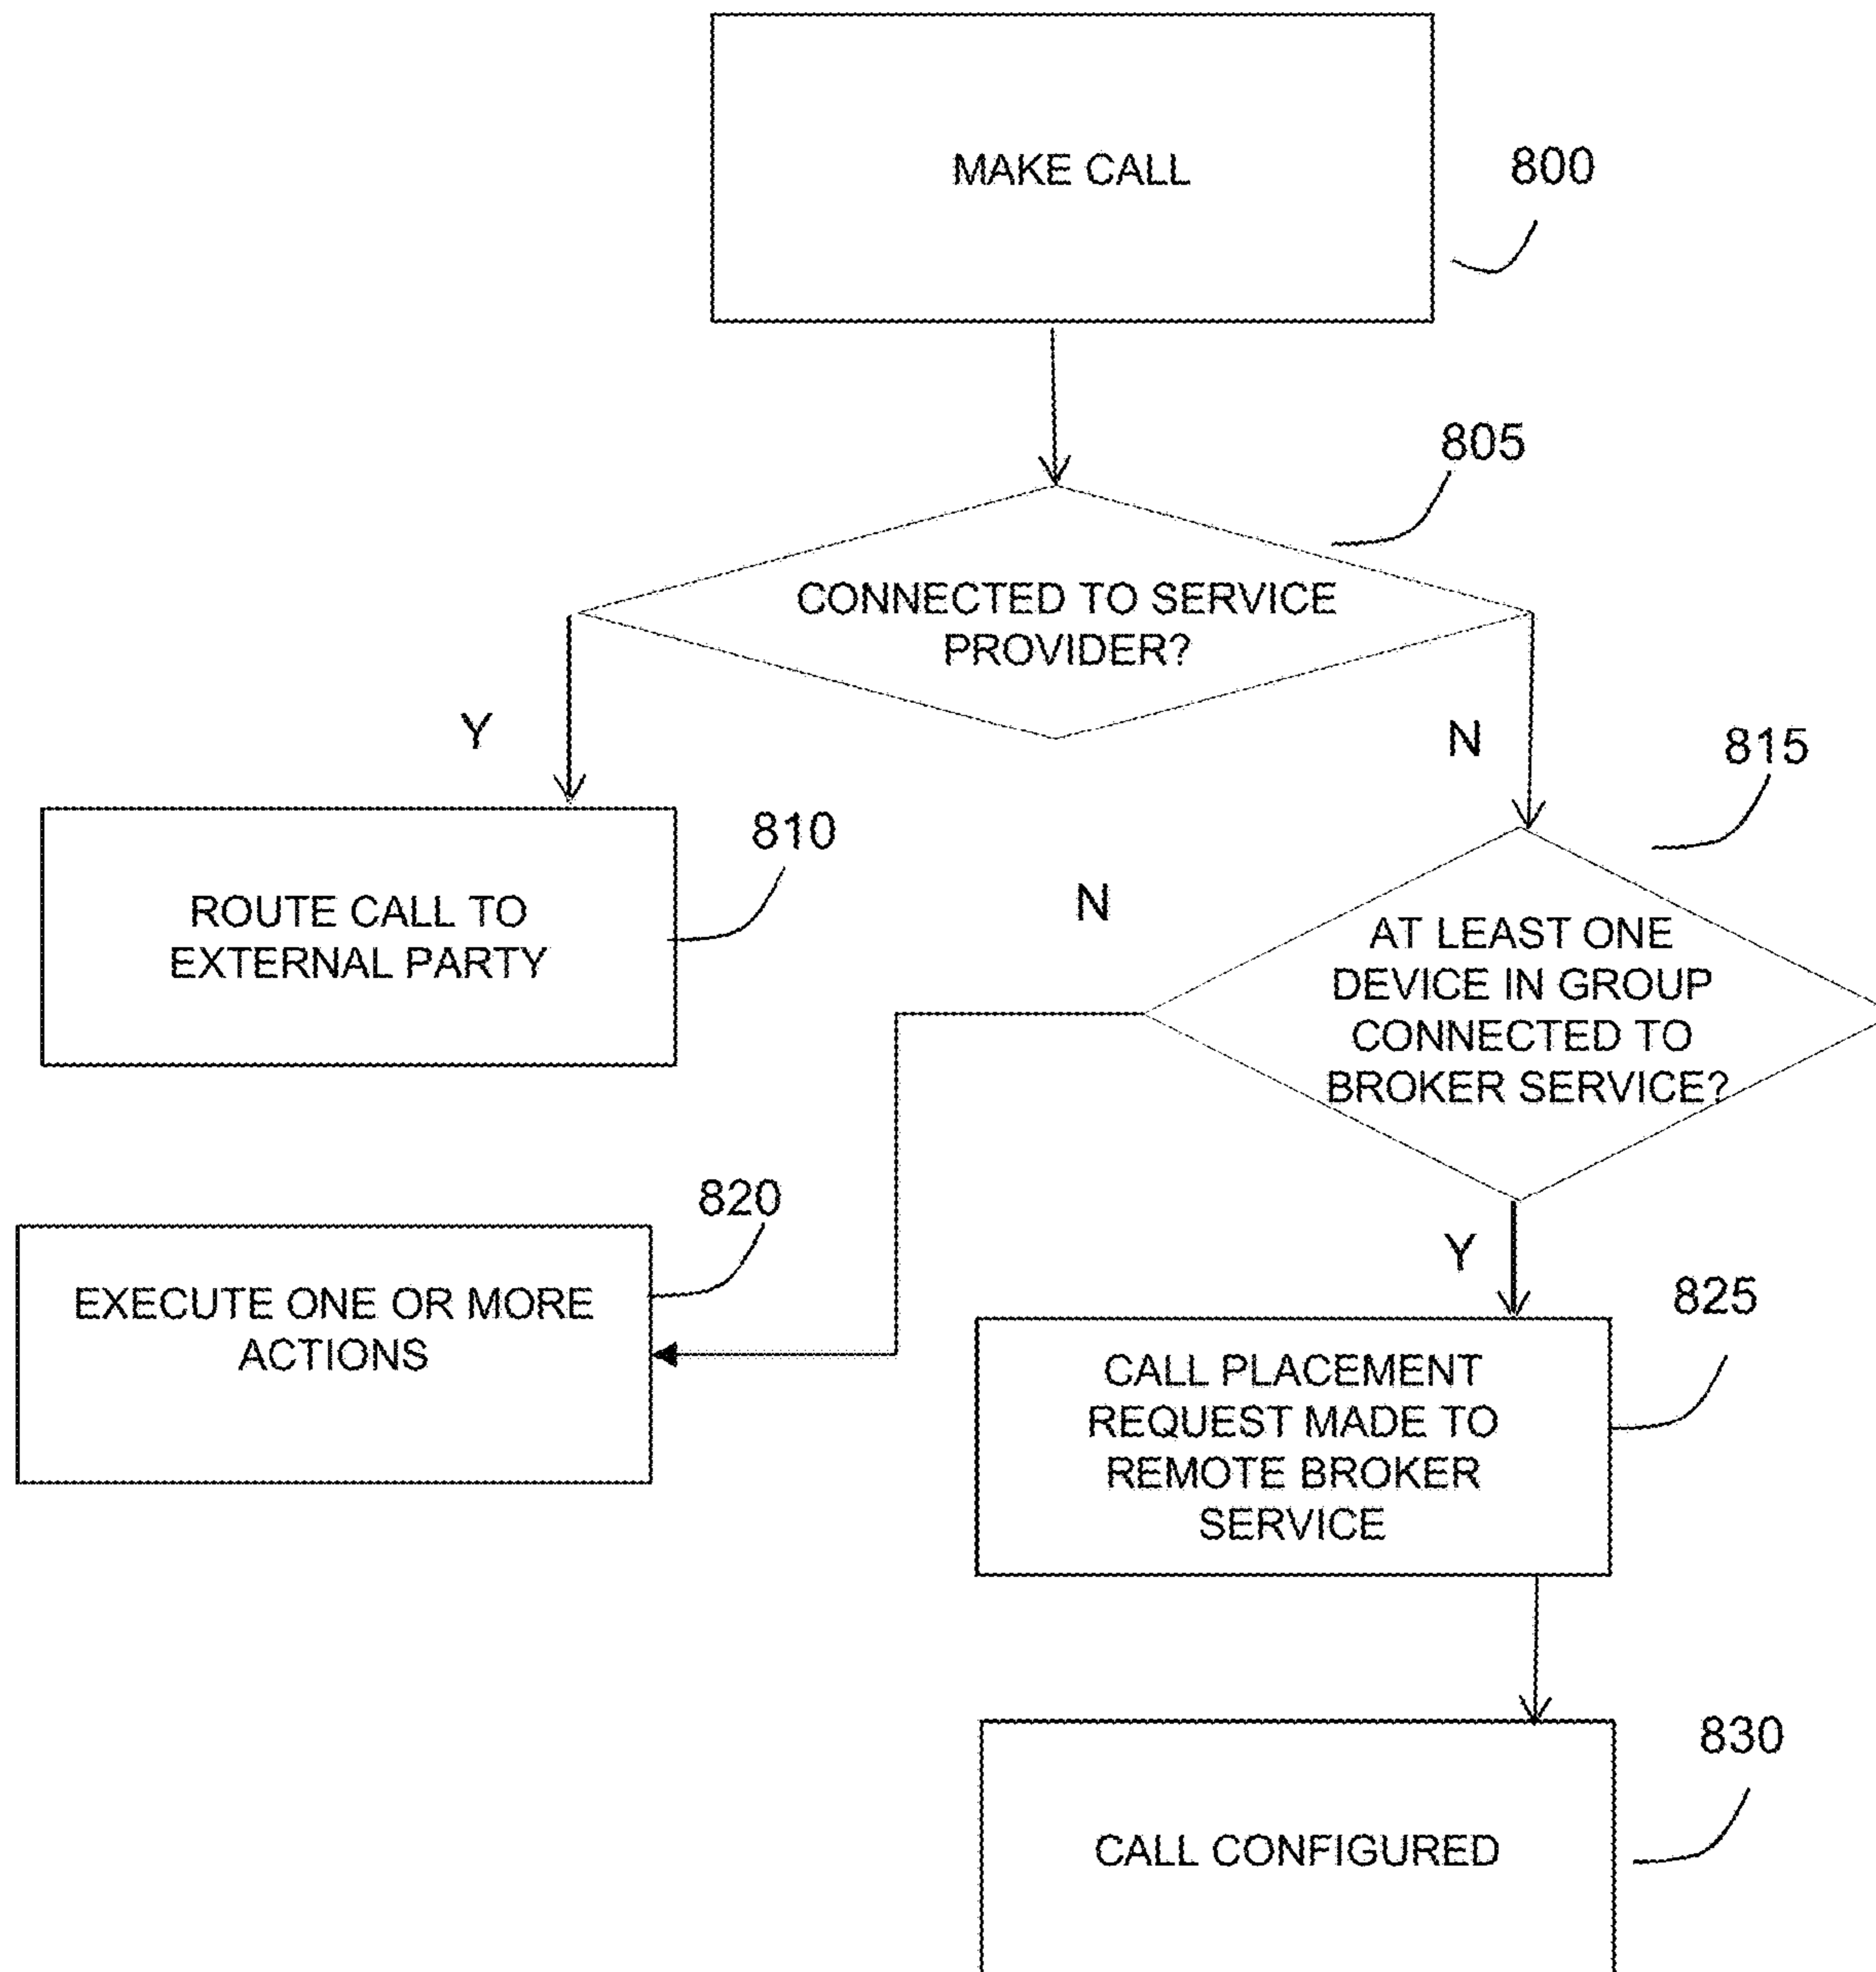 MAKE CALL
800
805
CONNECTED TO SERVICE
PROVIDER?
Y
N
815
810
ROUTE CALL TO
EXTERNAL PARTY
N
AT LEAST ONE
DEVICE IN GROUP
CONNECTED TO
BROKER SERVICE?
820
EXECUTE ONE OR MORE
ACTIONS
Y
825
CALL PLACEMENT
REQUEST MADE TO
REMOTE BROKER
SERVICE
830
CALL CONFIGURED